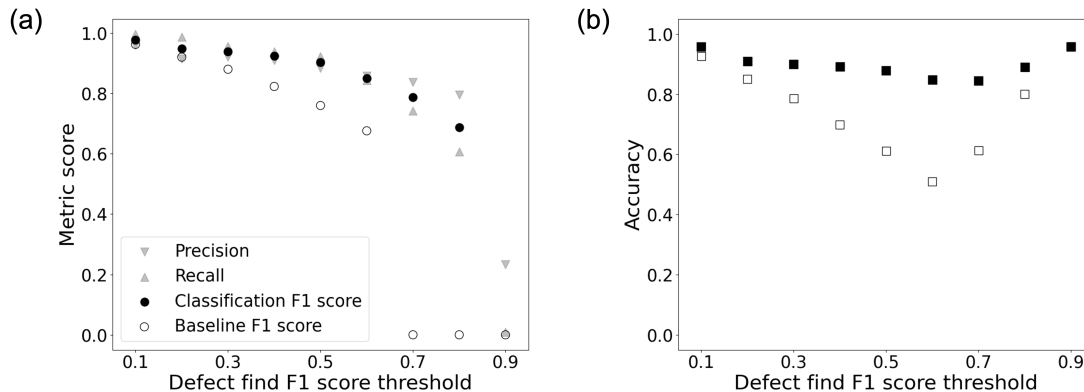 (a)
Metric score
1.0
0.8
0.6
0.4
0.2
0.0
Precision
Recall
Classification F1 score
Baseline F1 score
0.1 0.3 0.5 0.7 0.9
Defect find F1 score threshold
(b)
Accuracy
1.0
0.8
0.6
0.4
0.2
0.0
0.1 0.3 0.5 0.7 0.9
Defect find F1 score threshold